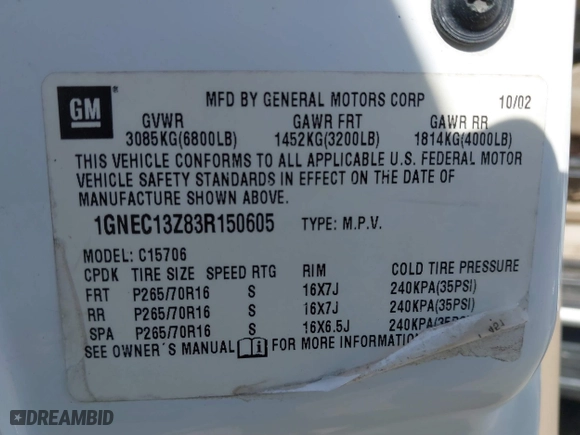 GM
MFD BY GENERAL MOTORS CORP 10/02
GVWR GAWR FRT GAWR RR
3085KG(6800LB) 1452KG(3200LB) 1814KG(4000LB)
THIS VEHICLE CONFORMS TO ALL APPLICABLE U.S. FEDERAL MOTOR
VEHICLE SAFETY STANDARDS IN EFFECT ON THE DATE OF
MANUFACTURE SHOWN ABOVE.
1GNEC13Z83R150605 TYPE: M.P.V.
MODEL: C15706
CPDK TIRE SIZE SPEED RTG RIM COLD TIRE PRESSURE
FRT P265/70R16 S 16X7J 240KPA(35PSI)
RR P265/70R16 S 16X7J 240KPA(35PSI)
SPA P265/70R16 S 16X6.5J 240KPA(35PSI
SEE OWNER'S MANUAL FOR MORE INFORMATION
DREAMBID